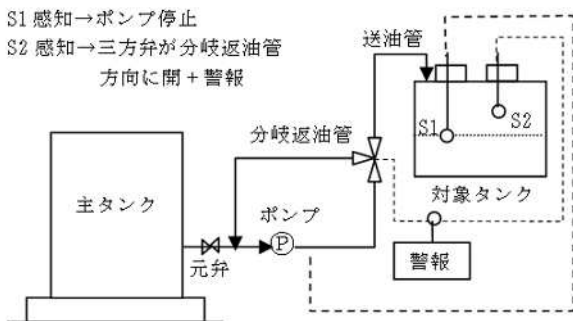 S1 感知→ポンプ停止
S2 感知→三方弁が分岐返油管
方向に開＋警報
送油管
分岐返油管
S1
S2
主タンク
ポンプ
P
元弁
対象タンク
警報